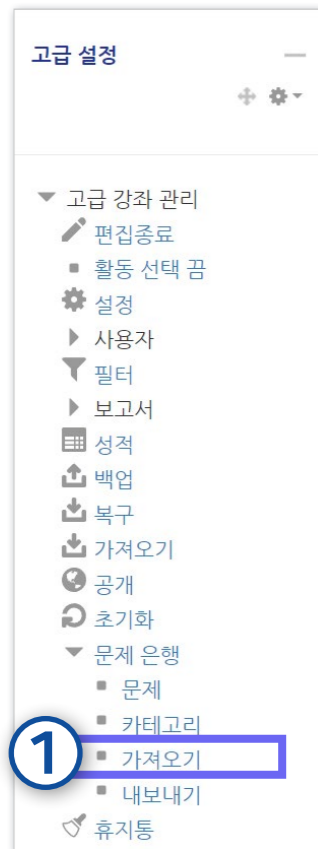 고급 설정
고급 강좌 관리
편집종료
활동 선택 끔
설정
사용자
필터
보고서
성적
백업
복구
가져오기
공개
초기화
문제 은행
문제
카테고리
1
가져오기
내보내기
휴지통